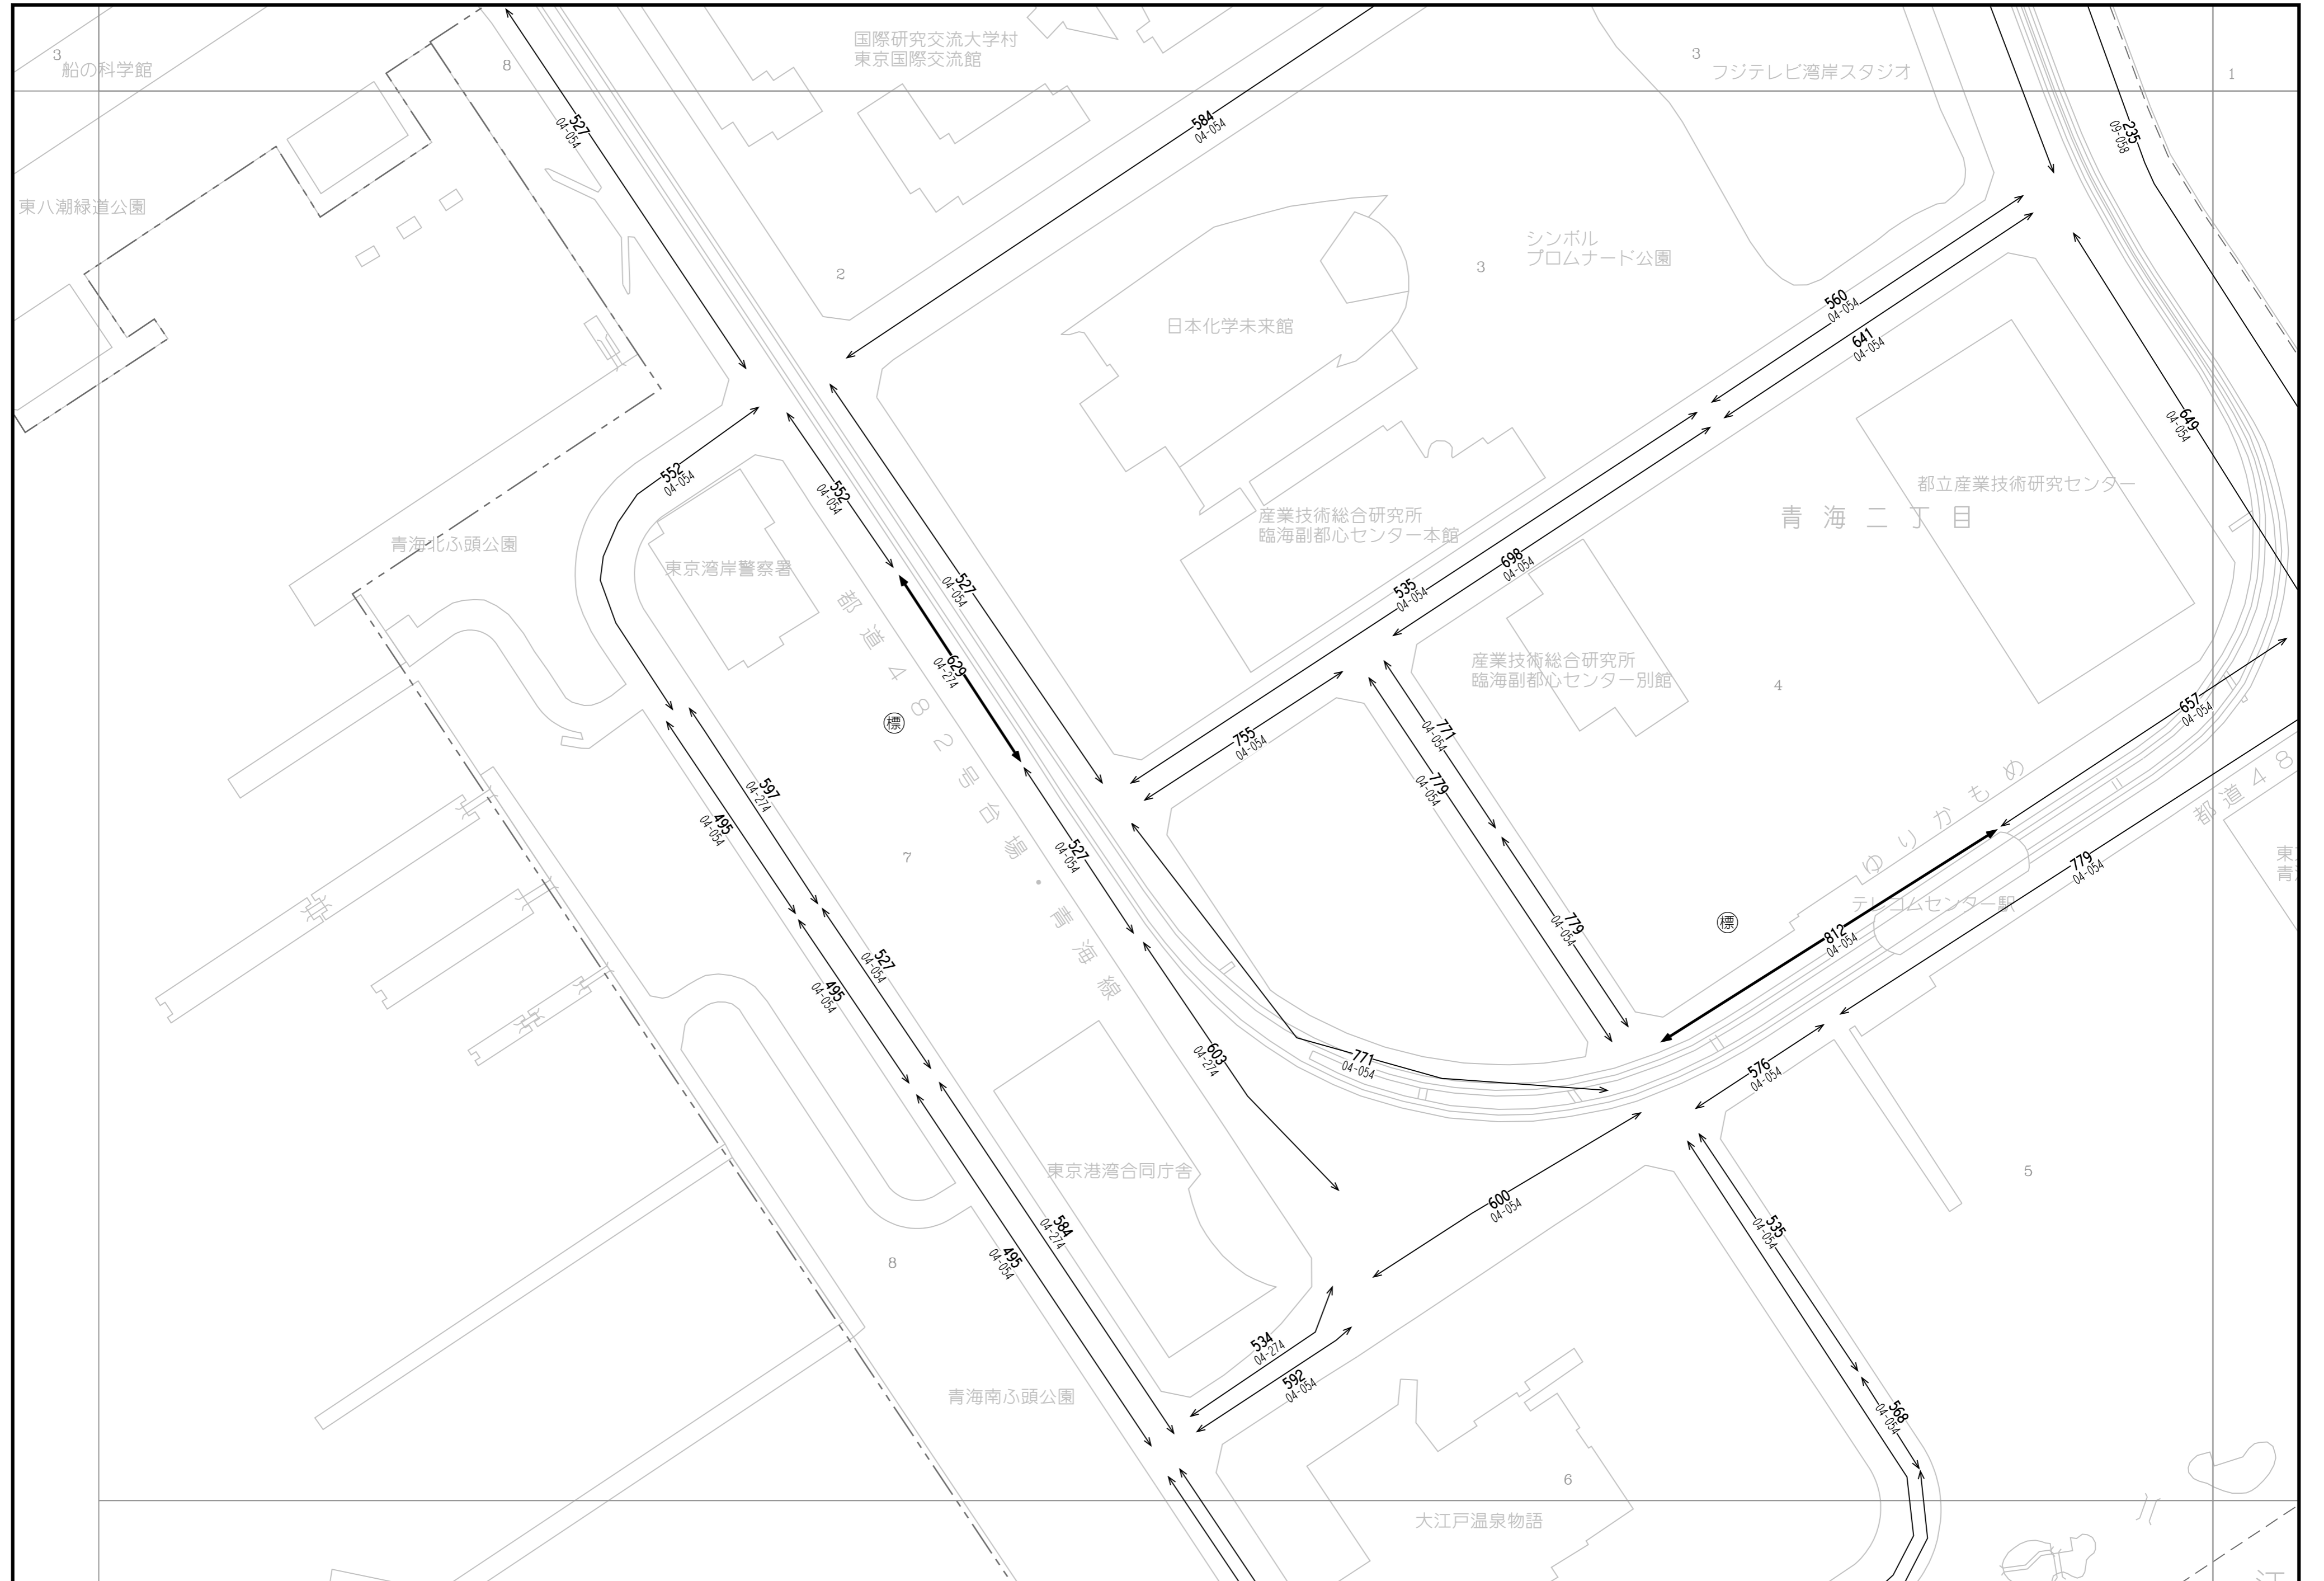 3
船の科学館
8
国際研究交流大学村
東京国際交流館
3
フジテレビ湾岸スタジオ
1
527
04-054
584
04-054
235
09-058
東八潮緑道公園
2
シンボル
プロムナード公園
3
日本化学未来館
560
04-054
641
04-054
649
04-054
552
04-054
552
04-054
都立産業技術研究センター
青海二丁目
産業技術総合研究所
臨海副都心センター本館
青海北ふ頭公園
東京湾岸警察署
527
04-054
535
04-054
698
04-054
629
04-274
産業技術総合研究所
臨海副都心センター別館
4
657
04-054
標
都道482号台場・青海線
755
04-054
771
04-054
779
04-054
597
04-274
495
04-054
527
04-054
7
ゆりかもめ
都道48
779
04-054
東
青
テレコムセンター駅
標
812
04-054
779
04-054
527
04-054
495
04-054
603
04-274
771
04-054
576
04-054
東京港湾合同庁舎
5
600
04-054
584
04-274
535
04-054
495
04-054
8
534
04-274
592
04-054
青海南ふ頭公園
568
04-054
6
大江戸温泉物語